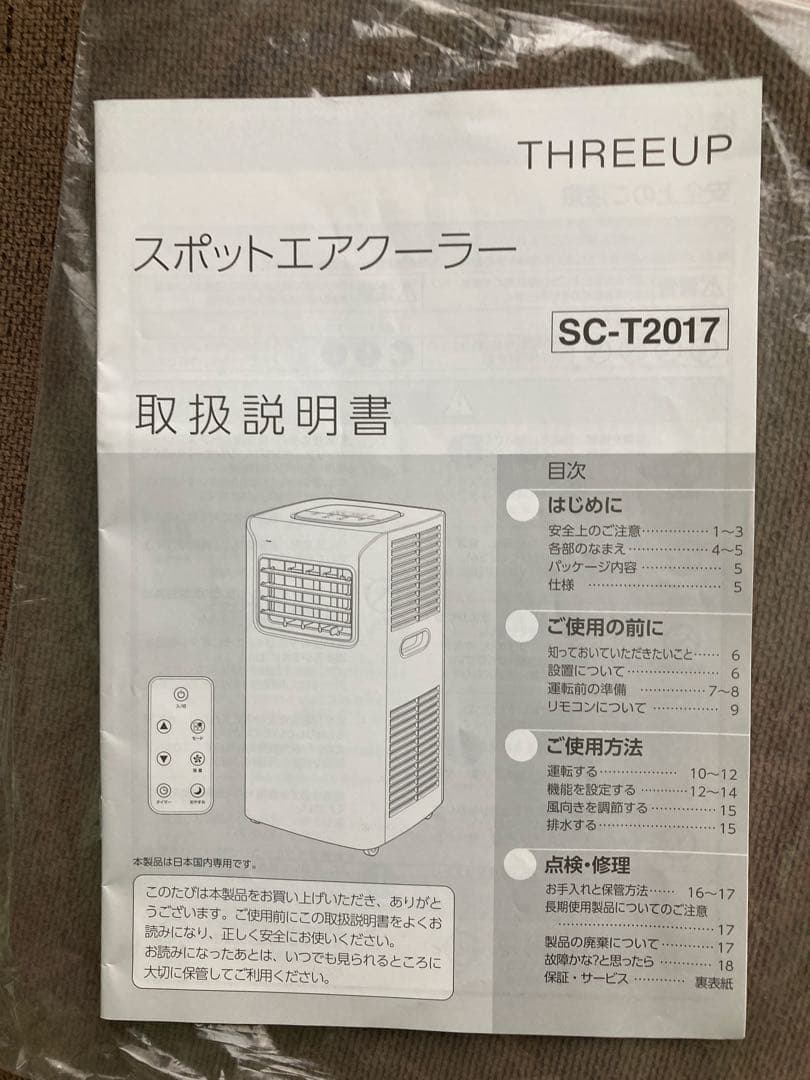 THREEUP
スポットエアクーラー
SC-T2017
取扱説明書
目次
はじめに
安全上のご注意‥‥‥‥‥1〜3
各部のなまえ‥‥‥‥‥‥4〜5
パッケージ内容‥‥‥‥‥‥5
仕様‥‥‥‥‥‥‥‥‥‥5
ご使用の前に
知っておいていただきたいこと‥‥6
設置について‥‥‥‥‥‥‥6
運転前の準備‥‥‥‥‥7〜8
リモコンについて‥‥‥‥‥9
ご使用方法
運転する‥‥‥‥‥‥10〜12
機能を設定する‥‥‥‥12〜14
風向きを調節する‥‥‥‥‥15
排水する‥‥‥‥‥‥‥‥15
点検・修理
お手入れと保管方法‥‥16〜17
長期使用製品についてのご注意
‥‥‥‥‥‥‥‥‥‥‥17
製品の廃棄について‥‥‥‥17
故障かな?と思ったら‥‥‥18
保証・サービス‥‥‥‥裏表紙
入/切
モード
風量
タイマー
おやすみ
本製品は日本国内専用です。
このたびは本製品をお買い上げいただき、ありがと
うございます。ご使用前にこの取扱説明書をよくお
読みになり、正しく安全にお使いください。
お読みになったあとは、いつでも見られるところに
大切に保管してご利用ください。